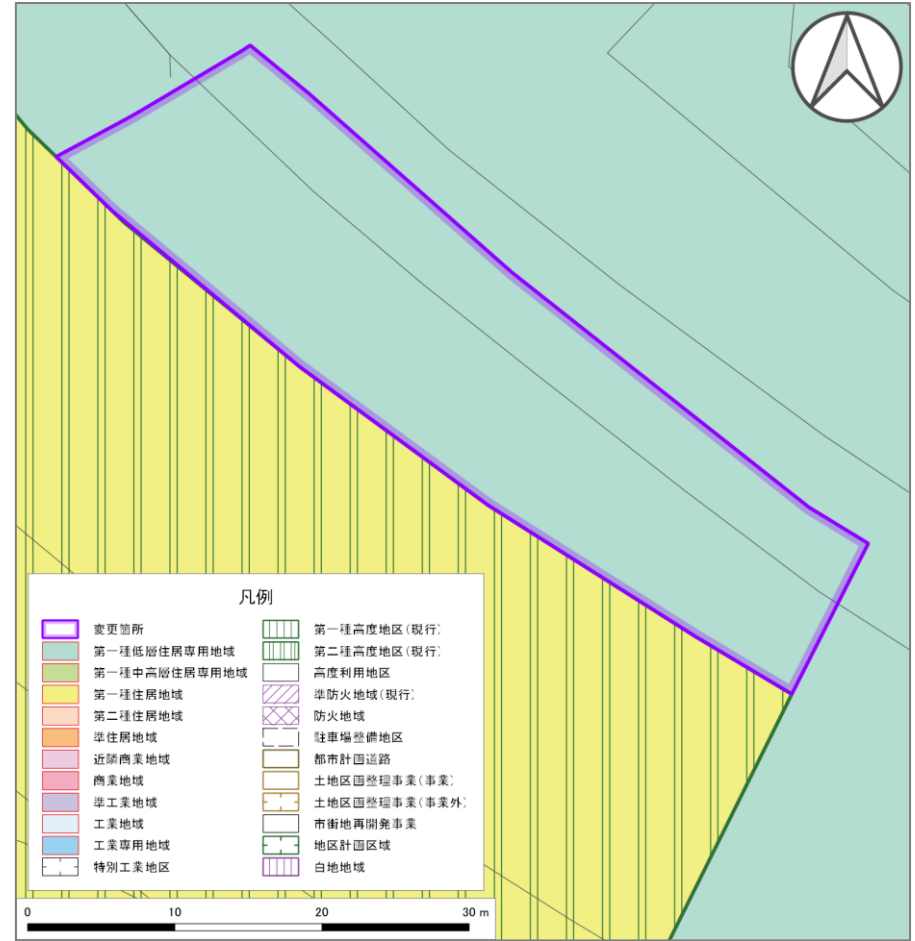 凡例
変更箇所
第一種低層住居専用地域
第一種中高層住居専用地域
第一種住居地域
第二種住居地域
準住居地域
近隣商業地域
商業地域
準工業地域
工業地域
工業専用地域
特別工業地区
第一種高度地区(現行)
第二種高度地区(現行)
高度利用地区
準防火地域(現行)
防火地域
駐車場整備地区
都市計画道路
土地区画整理事業(事業)
土地区画整理事業(事業外)
市街地再開発事業
地区計画区域
白地地域
0 10 20 30 m